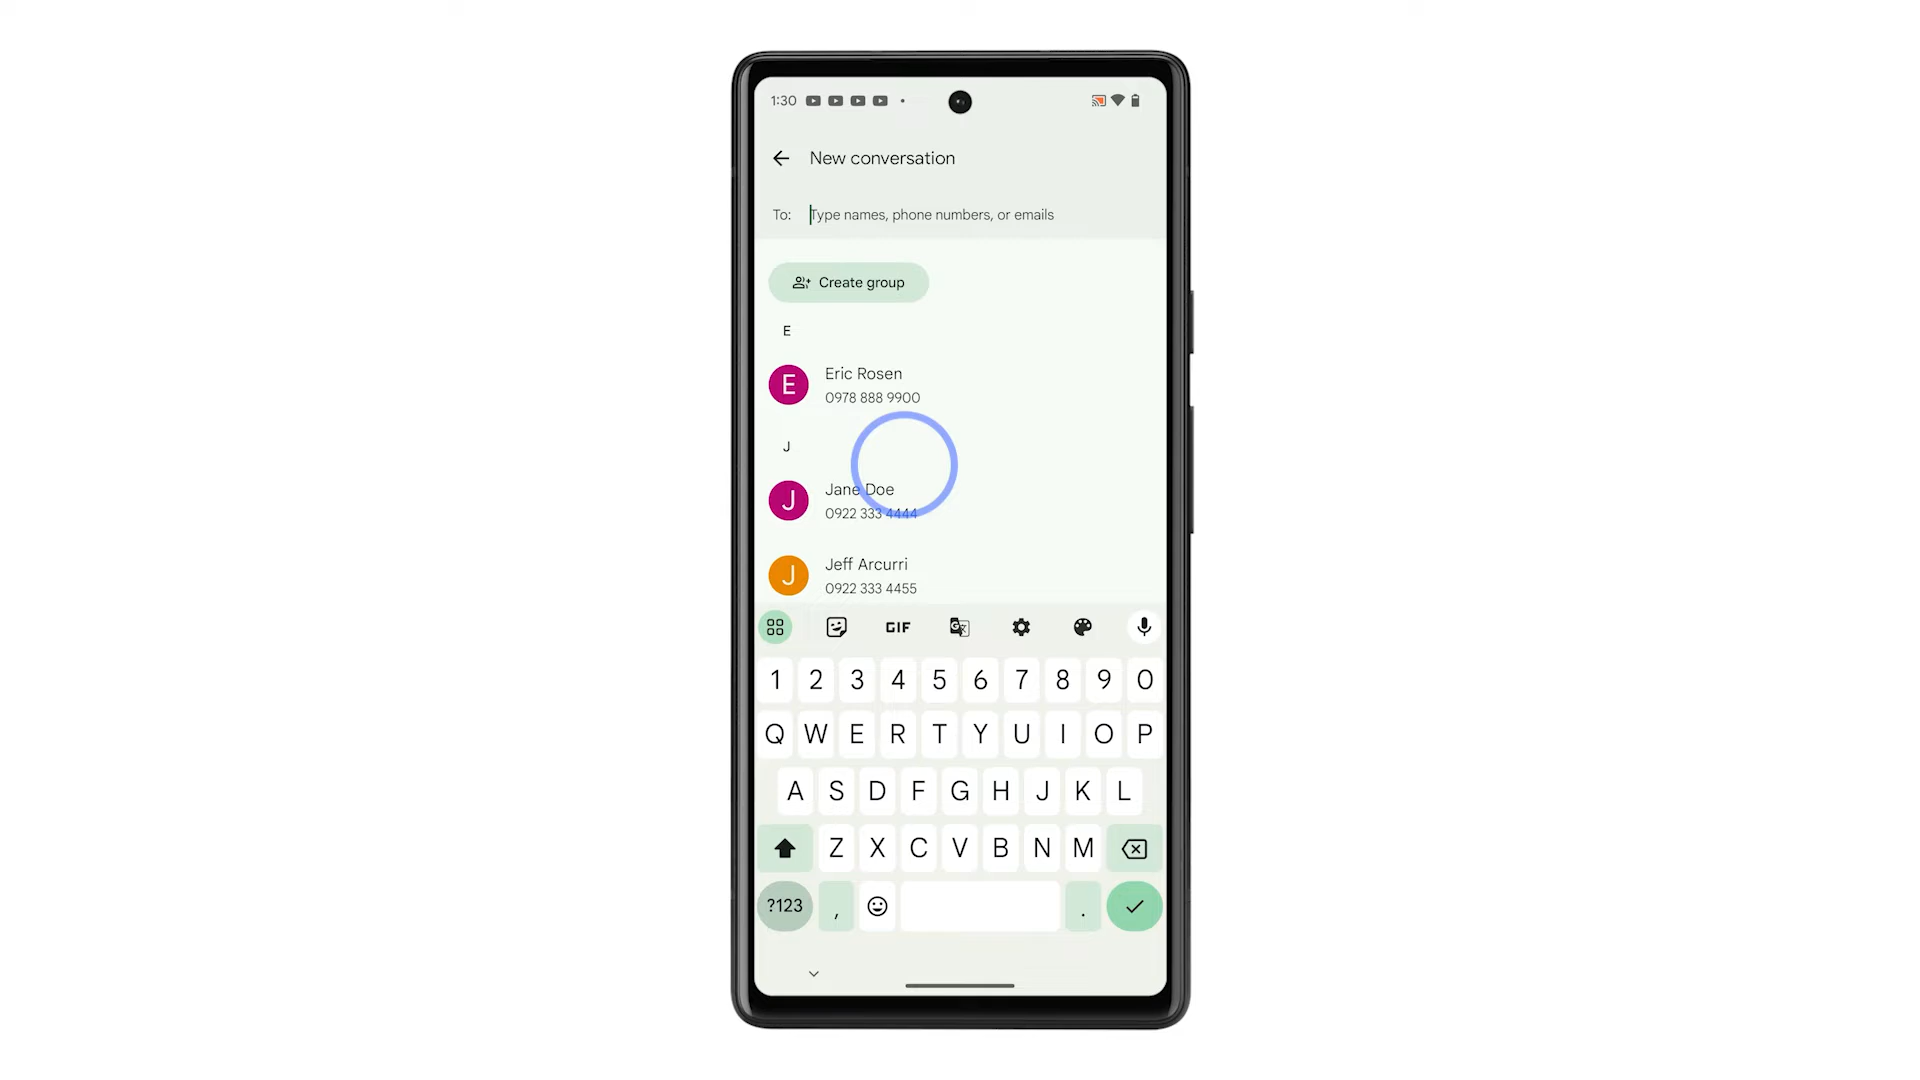 1:30
New conversation
To: Type names, phone numbers, or emails
Create group
E
E Eric Rosen
0978 888 9900
J
J Jane Doe
0922 333 4444
J Jeff Arcurri
0922 333 4455
GIF
1 2 3 4 5 6 7 8 9 0
Q W E R T Y U I O P
A S D F G H J K L
Z X C V B N M
?123 , .